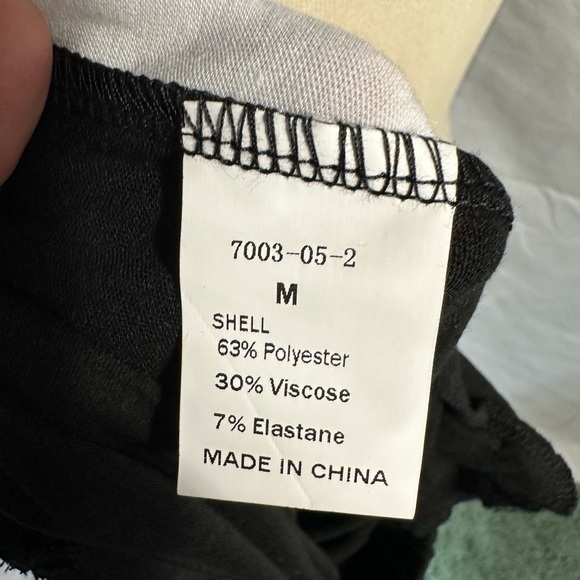 7003-05-2
M
SHELL
63% Polyester
30% Viscose
7% Elastane
MADE IN CHINA